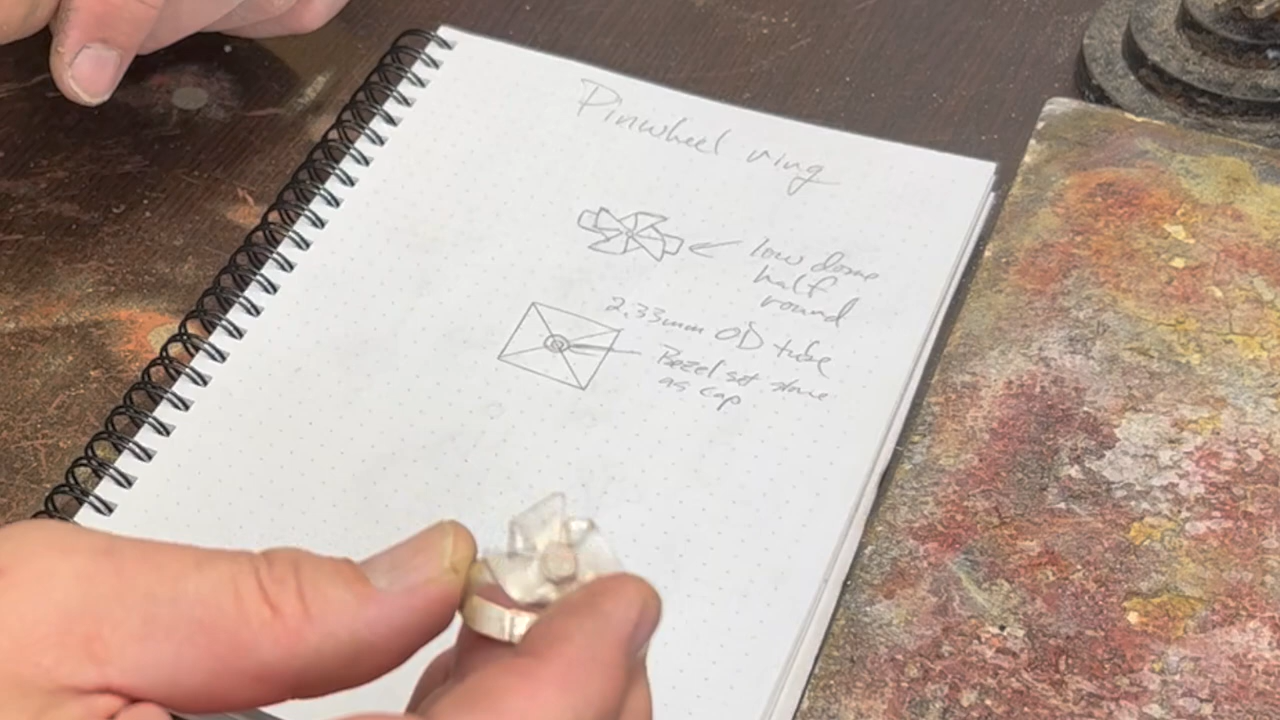 Pinwheel ring
low dome
half
round
2.33mm OD tube
Bezel set stone
as cap